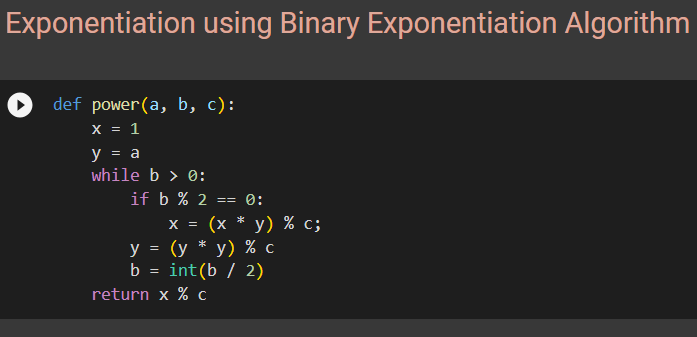 Exponentiation using Binary Exponentiation Algorithm
def power(a, b, c):
    x = 1
    y = a
    while b > 0:
        if b % 2 == 0:
            x = (x * y) % c;
        y = (y * y) % c
        b = int(b / 2)
    return x % c